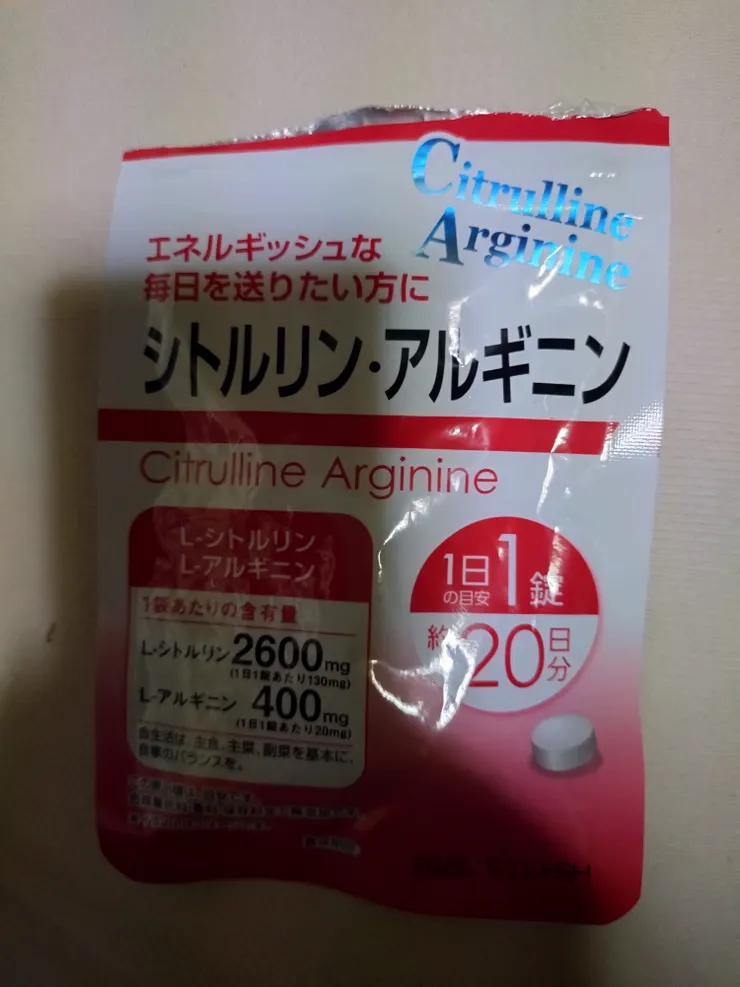 Citrulline
Arginine
エネルギッシュな
毎日を送りたい方に
シトルリン・アルギニン
Citrulline Arginine
L-シトルリン
L-アルギニン
1袋あたりの含有量
L-シトルリン 2600mg
(1日1錠あたり130mg)
L-アルギニン 400mg
(1日1錠あたり20mg)
食生活は、主食、主菜、副菜を基本に、
食事のバランスを。
1日の目安 1錠
約20日分